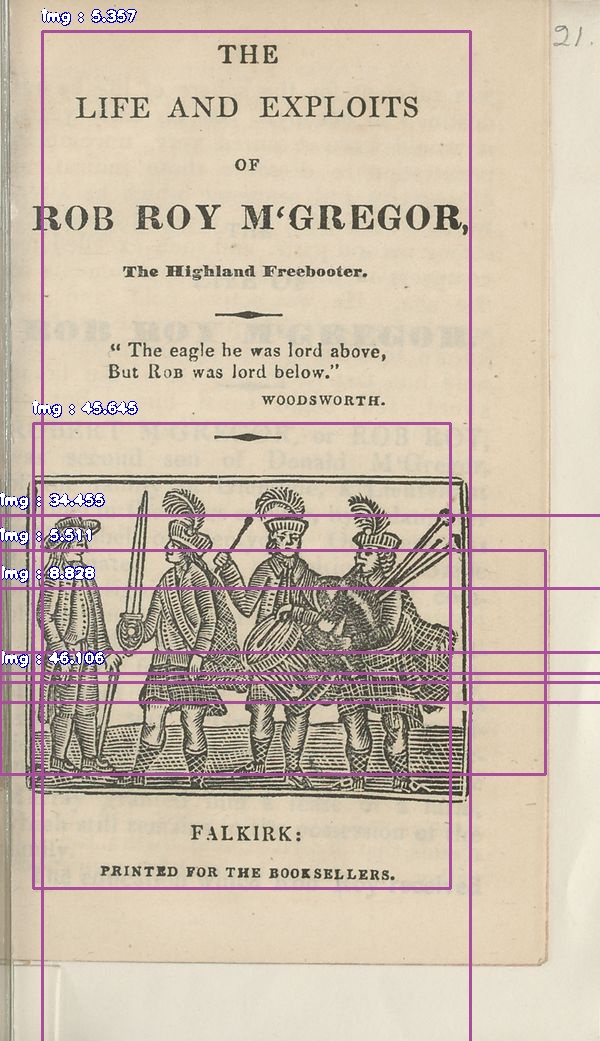 Img : 5.357
21.
THE
LIFE AND EXPLOITS
OF
ROB ROY M‘GREGOR,
The Highland Freebooter.
“ The eagle he was lord above,
But ROB was lord below.”
WOODSWORTH.
Img : 45.645
Img : 34.455
Img : 5.511
Img : 8.828
Img : 46.106
FALKIRK:
PRINTED FOR THE BOOKSELLERS.